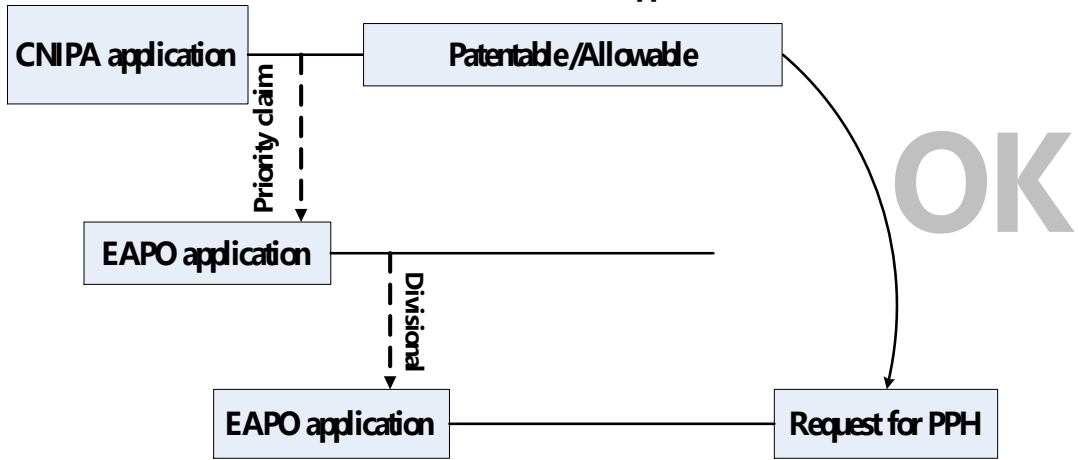 CNIPA application
Patentable/Allowable
Priority claim
OK
EAPO application
Divisional
EAPO application
Request for PPH